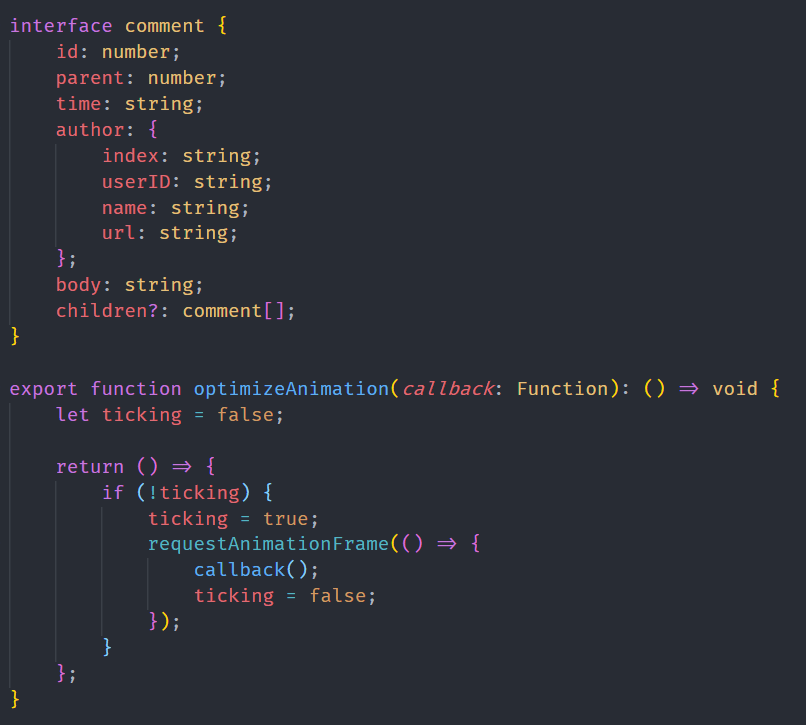 interface comment {
    id: number;
    parent: number;
    time: string;
    author: {
        index: string;
        userID: string;
        name: string;
        url: string;
    };
    body: string;
    children?: comment[];
}

export function optimizeAnimation(callback: Function): () => void {
    let ticking = false;

    return () => {
        if (!ticking) {
            ticking = true;
            requestAnimationFrame(() => {
                callback();
                ticking = false;
            });
        }
    };
}